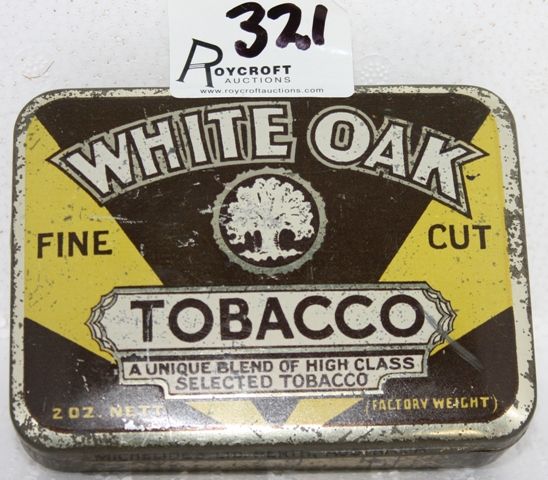 321
ROYCROFT
AUCTIONS
www.roycroftauctions.com
WHITE OAK
FINE CUT
TOBACCO
A UNIQUE BLEND OF HIGH CLASS
SELECTED TOBACCO
2 OZ. NETT (FACTORY WEIGHT)